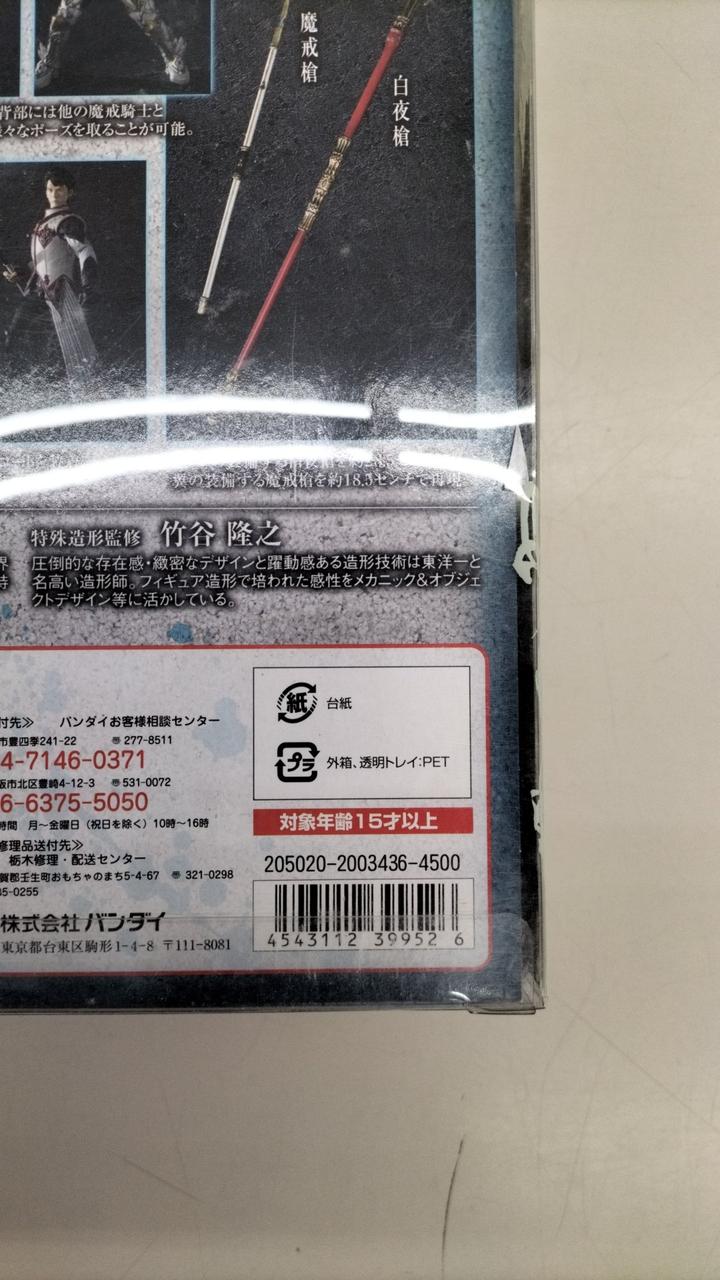 魔戒槍
白夜槍
背部には他の魔戒騎士と
々なポーズを取ることが可能。
翼の装備する魔戒槍を約18.5センチで再現
特殊造形監修 竹谷 隆之
圧倒的な存在感・緻密なデザインと躍動感ある造形技術は東洋一と
名高い造形師。フィギュア造形で培われた感性をメカニック&オブジェ
クトデザイン等に活かしている。
付先≫ バンダイお客様相談センター
市豊四季241-22 〠277-8511
4-7146-0371
阪市北区豊崎4-12-3 〠531-0072
6-6375-5050
時間 月〜金曜日(祝日を除く)10時〜16時
修理品送付先≫
栃木修理・配送センター
賀郡壬生町おもちゃのまち5-4-67 〠321-0298
35-0255
株式会社バンダイ
東京都台東区駒形1-4-8 〒111-8081
紙 台紙
プラ 外箱、透明トレイ:PET
対象年齢15才以上
205020-2003436-4500
4543112 39952 6